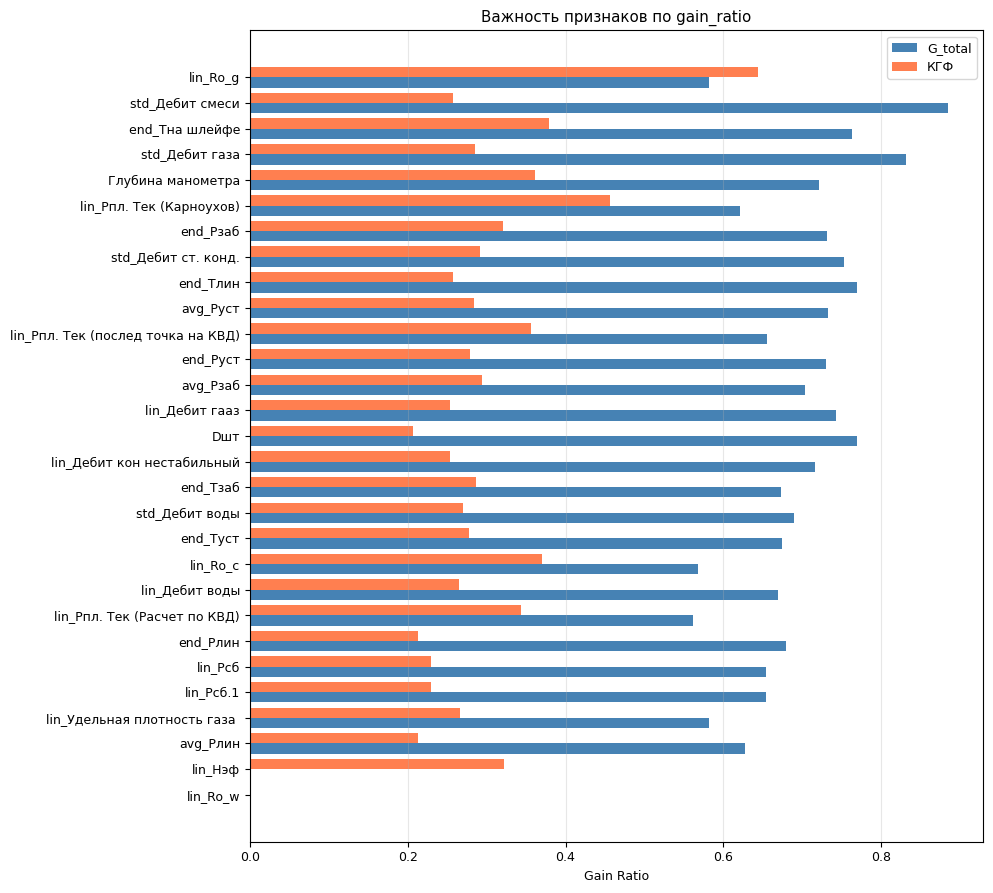 Важность признаков по gain_ratio
G_total
КГФ
lin_Ro_g
std_Дебит смеси
end_Тна шлейфе
std_Дебит газа
Глубина манометра
lin_Рпл. Тек (Карноухов)
end_Рзаб
std_Дебит ст. конд.
end_Тлин
avg_Руст
lin_Рпл. Тек (послед точка на КВД)
end_Руст
avg_Рзаб
lin_Дебит гааз
Dшт
lin_Дебит кон нестабильный
end_Тзаб
std_Дебит воды
end_Туст
lin_Ro_c
lin_Дебит воды
lin_Рпл. Тек (Расчет по КВД)
end_Рлин
lin_Рсб
lin_Рсб.1
lin_Удельная плотность газа
avg_Рлин
lin_Нэф
lin_Ro_w
0.0 0.2 0.4 0.6 0.8
Gain Ratio